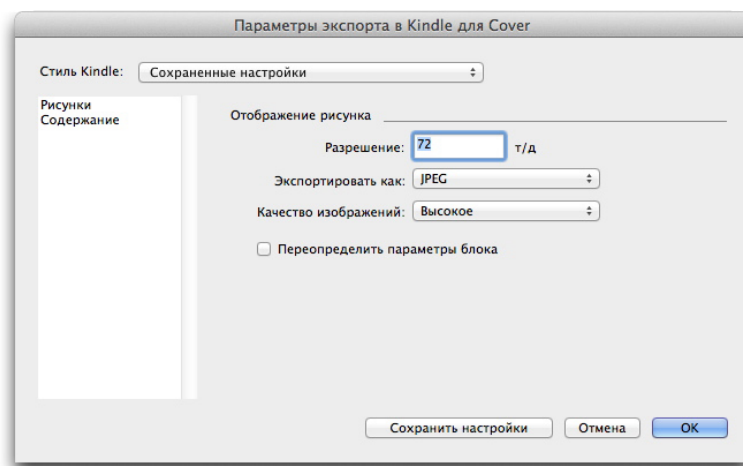 Параметры экспорта в Kindle для Cover
Стиль Kindle: Сохраненные настройки
Рисунки
Содержание
Отображение рисунка
Разрешение: 72 т/д
Экспортировать как: JPEG
Качество изображений: Высокое
Переопределить параметры блока
Сохранить настройки Отмена OK